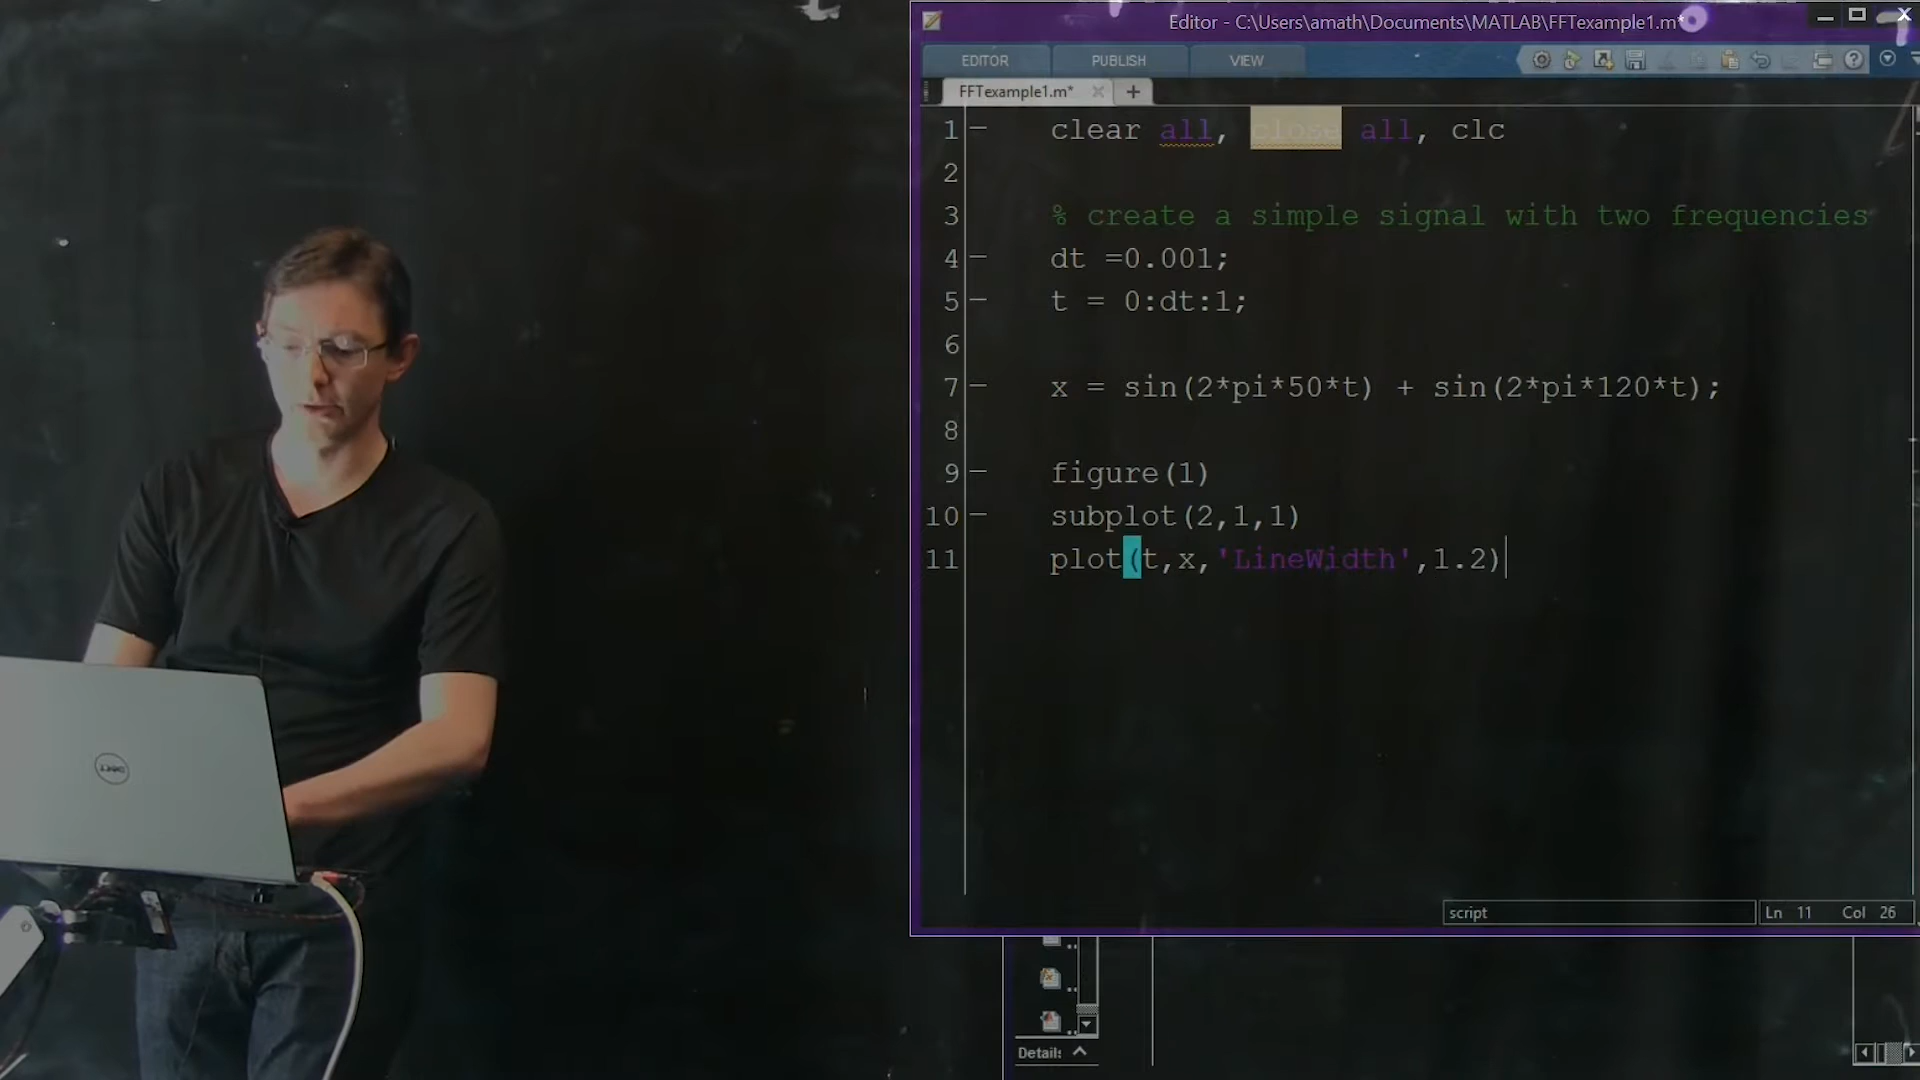 Editor - C:\Users\amath\Documents\MATLAB\FFTexample1.m*
EDITOR PUBLISH VIEW
FFTexample1.m*
1 clear all, close all, clc
2
3 % create a simple signal with two frequencies
4 dt =0.001;
5 t = 0:dt:1;
6
7 x = sin(2*pi*50*t) + sin(2*pi*120*t);
8
9 figure(1)
10 subplot(2,1,1)
11 plot(t,x,'LineWidth',1.2)
DELL
script Ln 11 Col 26
Details